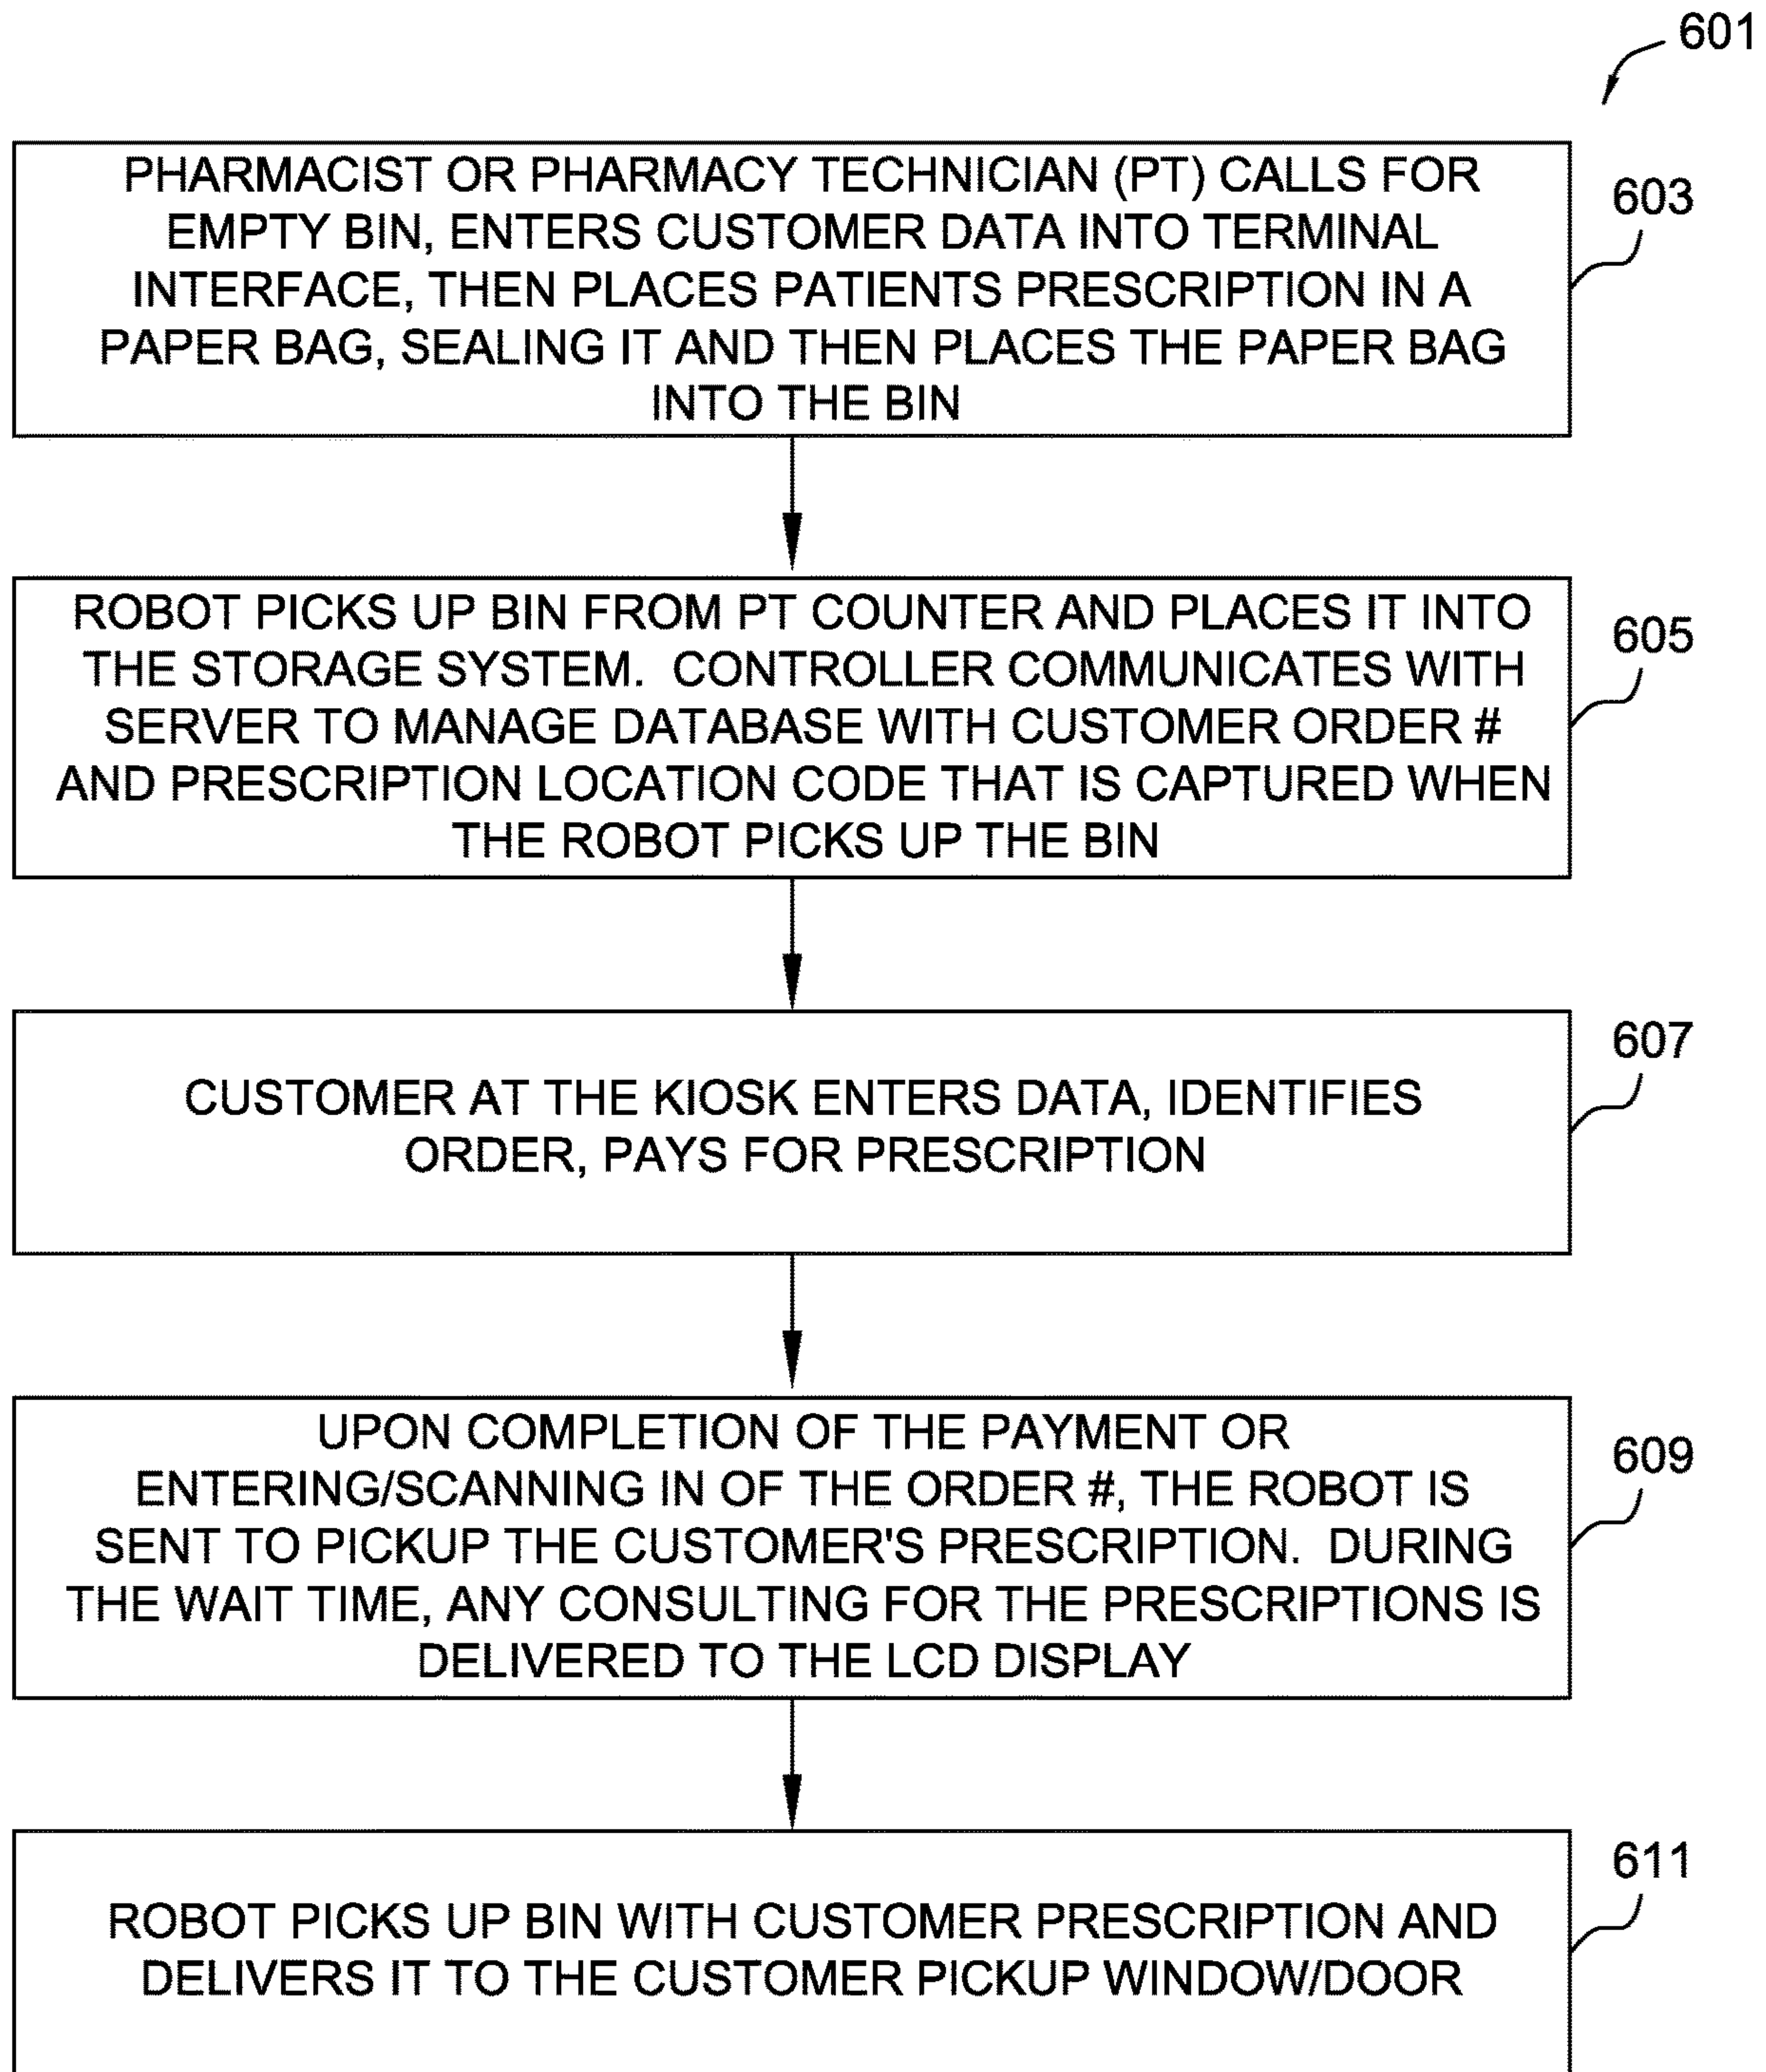 601
PHARMACIST OR PHARMACY TECHNICIAN (PT) CALLS FOR
EMPTY BIN, ENTERS CUSTOMER DATA INTO TERMINAL
INTERFACE, THEN PLACES PATIENTS PRESCRIPTION IN A
PAPER BAG, SEALING IT AND THEN PLACES THE PAPER BAG
INTO THE BIN
603
ROBOT PICKS UP BIN FROM PT COUNTER AND PLACES IT INTO
THE STORAGE SYSTEM.  CONTROLLER COMMUNICATES WITH
SERVER TO MANAGE DATABASE WITH CUSTOMER ORDER #
AND PRESCRIPTION LOCATION CODE THAT IS CAPTURED WHEN
THE ROBOT PICKS UP THE BIN
605
CUSTOMER AT THE KIOSK ENTERS DATA, IDENTIFIES
ORDER, PAYS FOR PRESCRIPTION
607
UPON COMPLETION OF THE PAYMENT OR
ENTERING/SCANNING IN OF THE ORDER #, THE ROBOT IS
SENT TO PICKUP THE CUSTOMER'S PRESCRIPTION.  DURING
THE WAIT TIME, ANY CONSULTING FOR THE PRESCRIPTIONS IS
DELIVERED TO THE LCD DISPLAY
609
ROBOT PICKS UP BIN WITH CUSTOMER PRESCRIPTION AND
DELIVERS IT TO THE CUSTOMER PICKUP WINDOW/DOOR
611